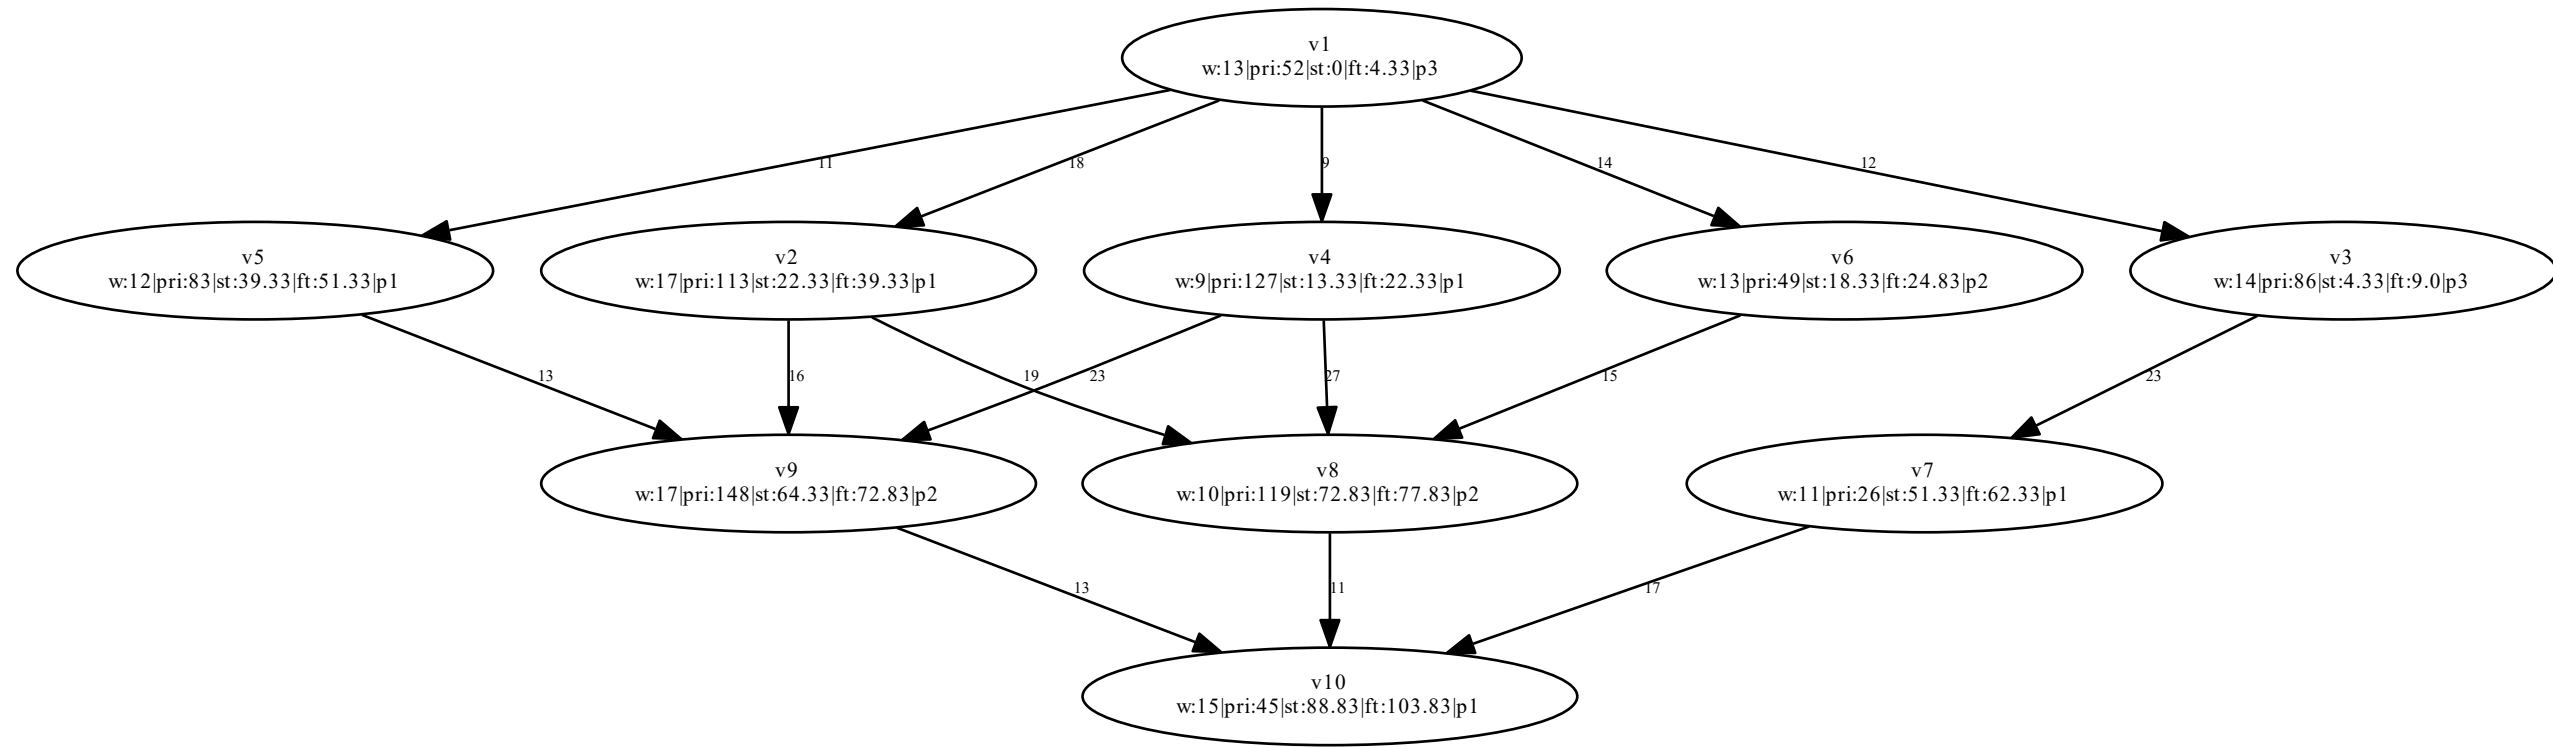 v1
w:13|pri:52|st:0|ft:4.33|p3
11
18
9
14
12
v5
w:12|pri:83|st:39.33|ft:51.33|p1
v2
w:17|pri:113|st:22.33|ft:39.33|p1
v4
w:9|pri:127|st:13.33|ft:22.33|p1
v6
w:13|pri:49|st:18.33|ft:24.83|p2
v3
w:14|pri:86|st:4.33|ft:9.0|p3
13
16
19
23
27
15
23
v9
w:17|pri:148|st:64.33|ft:72.83|p2
v8
w:10|pri:119|st:72.83|ft:77.83|p2
v7
w:11|pri:26|st:51.33|ft:62.33|p1
13
11
17
v10
w:15|pri:45|st:88.83|ft:103.83|p1